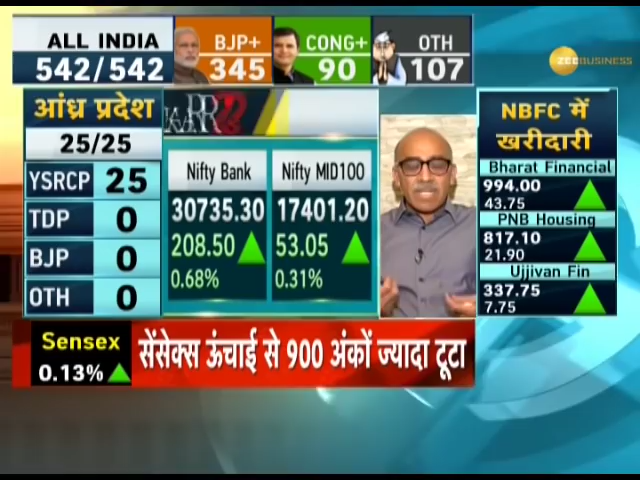 ALL INDIA
542/542
BJP+
345
CONG+
90
OTH
107
ZEEBUSINESS
आंध्र प्रदेश
25/25
YSRCP 25
TDP 0
BJP 0
OTH 0
Nifty Bank
30735.30
208.50
0.68%
Nifty MID100
17401.20
53.05
0.31%
NBFC में
खरीदारी
Bharat Financial
994.00
43.75
PNB Housing
817.10
21.90
Ujjivan Fin
337.75
7.75
Sensex
0.13%
सेंसेक्स ऊंचाई से 900 अंकों ज्यादा टूटा